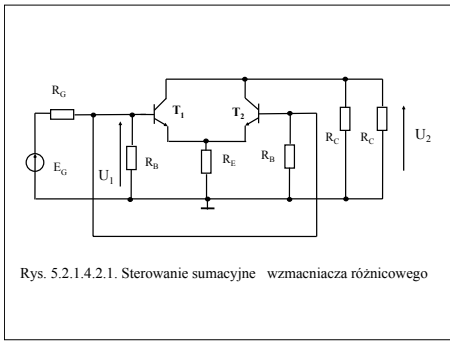 R_G
T_1
T_2
E_G
U_1
R_B
R_E
R_B
R_C
R_C
U_2
Rys. 5.2.1.4.2.1. Sterowanie sumacyjne wzmacniacza różnicowego